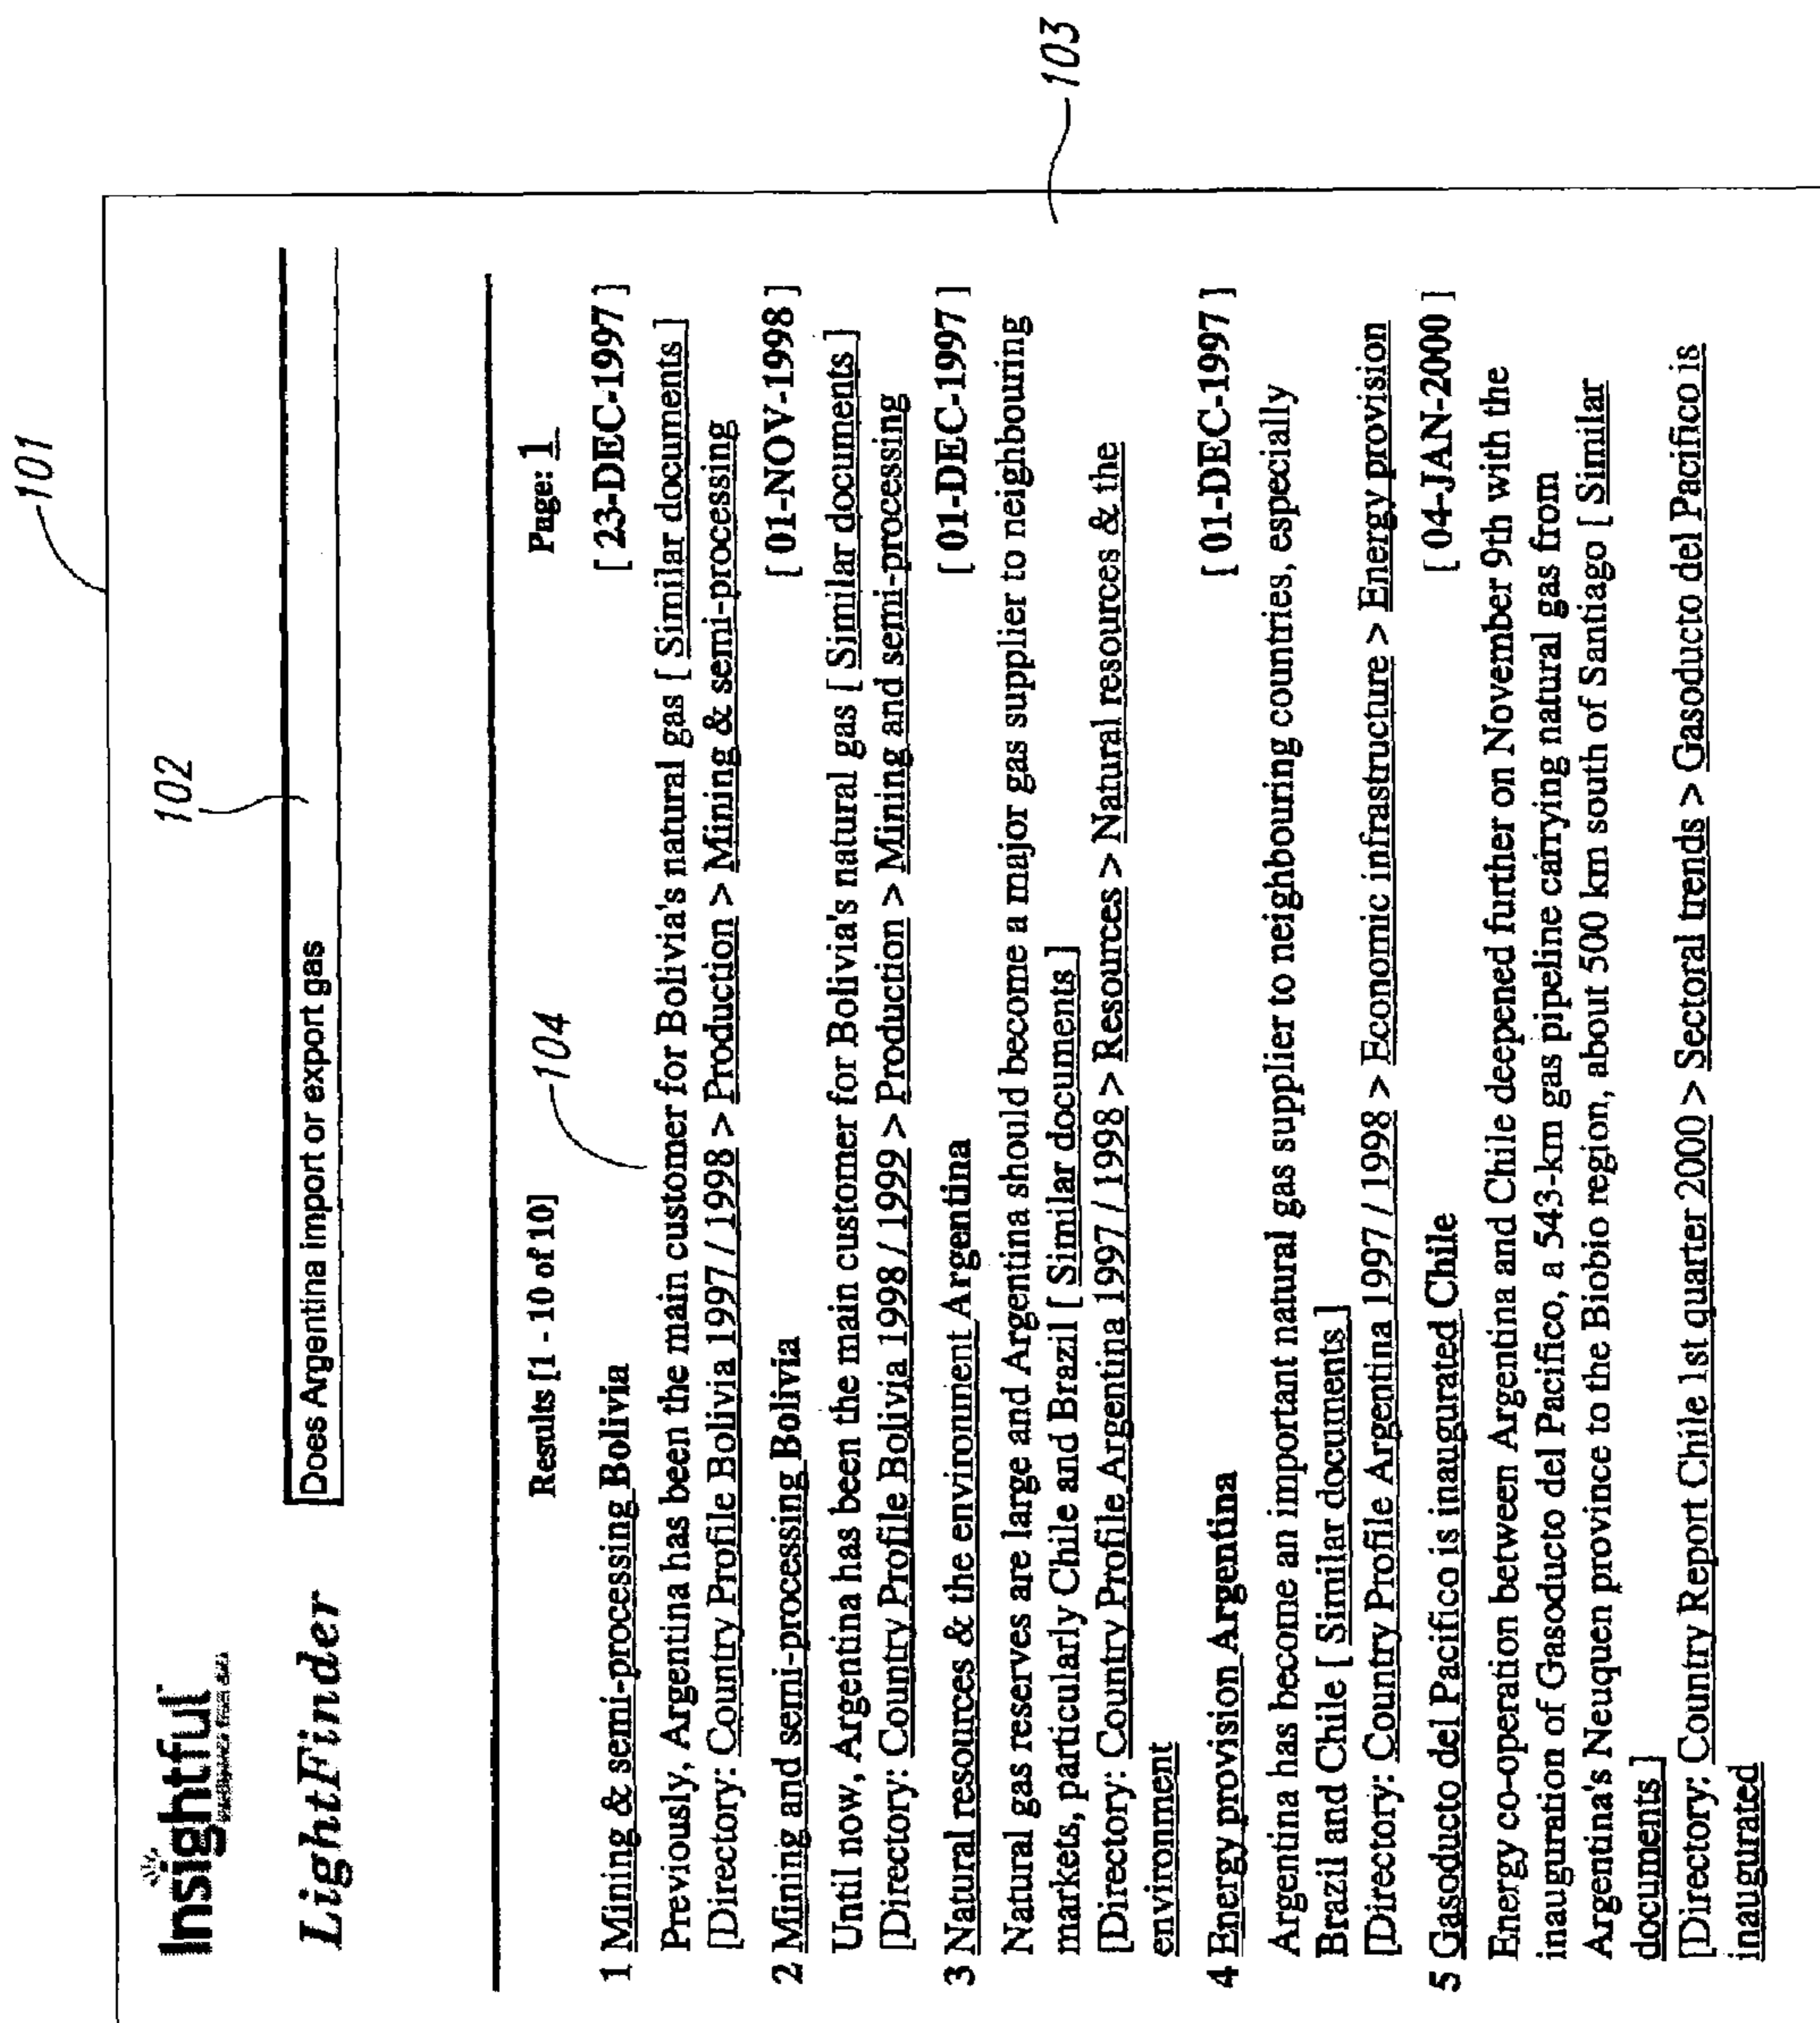 101
Insightful
intelligence from data
102
LightFinder
Does Argentina import or export gas
Results [1 - 10 of 10] Page: 1
104
1 Mining & semi-processing Bolivia [ 23-DEC-1997 ]
Previously, Argentina has been the main customer for Bolivia's natural gas [ Similar documents ]
[Directory: Country Profile Bolivia 1997 / 1998 > Production > Mining & semi-processing
2 Mining and semi-processing Bolivia [ 01-NOV-1998 ]
Until now, Argentina has been the main customer for Bolivia's natural gas [ Similar documents ]
[Directory: Country Profile Bolivia 1998 / 1999 > Production > Mining and semi-processing
3 Natural resources & the environment Argentina [ 01-DEC-1997 ]
Natural gas reserves are large and Argentina should become a major gas supplier to neighbouring
markets, particularly Chile and Brazil [ Similar documents ]
103
[Directory: Country Profile Argentina 1997 / 1998 > Resources > Natural resources & the
environment
4 Energy provision Argentina [ 01-DEC-1997 ]
Argentina has become an important natural gas supplier to neighbouring countries, especially
Brazil and Chile [ Similar documents ]
[Directory: Country Profile Argentina 1997 / 1998 > Economic infrastructure > Energy provision
5 Gasoducto del Pacifico is inaugurated Chile [ 04-JAN-2000 ]
Energy co-operation between Argentina and Chile deepened further on November 9th with the
inauguration of Gasoducto del Pacifico, a 543-km gas pipeline carrying natural gas from
Argentina's Neuquen province to the Biobio region, about 500 km south of Santiago [ Similar
documents ]
[Directory: Country Report Chile 1st quarter 2000 > Sectoral trends > Gasoducto del Pacifico is
inaugurated